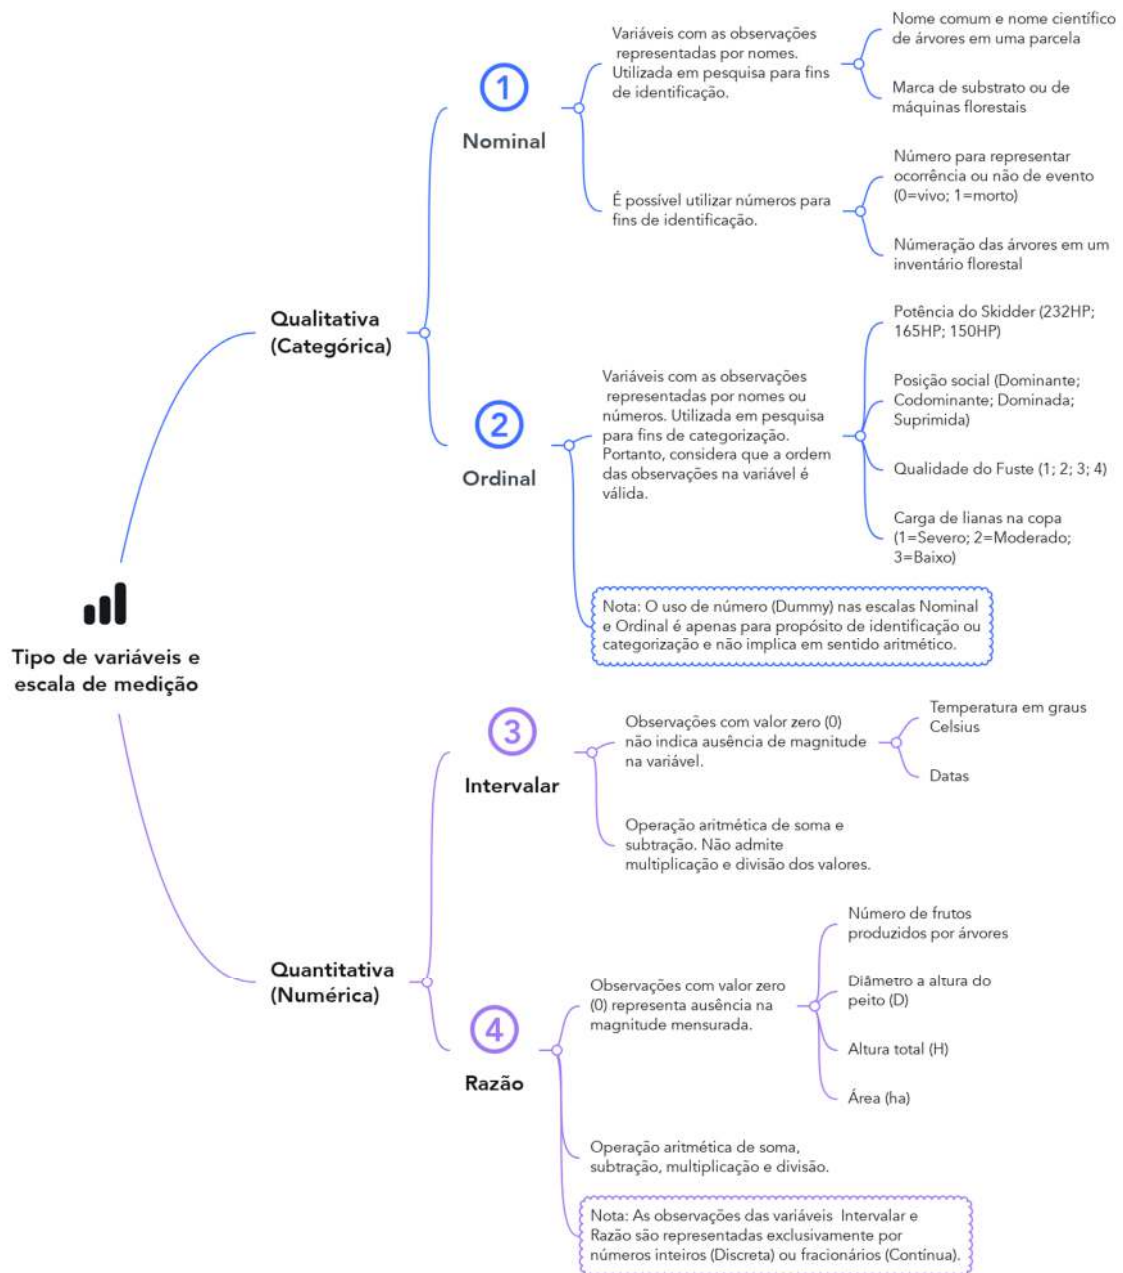 Tipo de variáveis e
escala de medição
Qualitativa
(Categórica)
1
Nominal
Variáveis com as observações
representadas por nomes.
Utilizada em pesquisa para fins
de identificação.
Nome comum e nome científico
de árvores em uma parcela
Marca de substrato ou de
máquinas florestais
É possível utilizar números para
fins de identificação.
Número para representar
ocorrência ou não de evento
(0=vivo; 1=morto)
Númeração das árvores em um
inventário florestal
2
Ordinal
Variáveis com as observações
representadas por nomes ou
números. Utilizada em pesquisa
para fins de categorização.
Portanto, considera que a ordem
das observações na variável é
válida.
Potência do Skidder (232HP;
165HP; 150HP)
Posição social (Dominante;
Codominante; Dominada;
Suprimida)
Qualidade do Fuste (1; 2; 3; 4)
Carga de lianas na copa
(1=Severo; 2=Moderado;
3=Baixo)
Nota: O uso de número (Dummy) nas escalas Nominal
e Ordinal é apenas para propósito de identificação ou
categorização e não implica em sentido aritmético.
Quantitativa
(Numérica)
3
Intervalar
Observações com valor zero (0)
não indica ausência de magnitude
na variável.
Temperatura em graus
Celsius
Datas
Operação aritmética de soma e
subtração. Não admite
multiplicação e divisão dos valores.
4
Razão
Observações com valor zero
(0) representa ausência na
magnitude mensurada.
Número de frutos
produzidos por árvores
Diâmetro a altura do
peito (D)
Altura total (H)
Área (ha)
Operação aritmética de soma,
subtração, multiplicação e divisão.
Nota: As observações das variáveis Intervalar e
Razão são representadas exclusivamente por
números inteiros (Discreta) ou fracionários (Contínua).